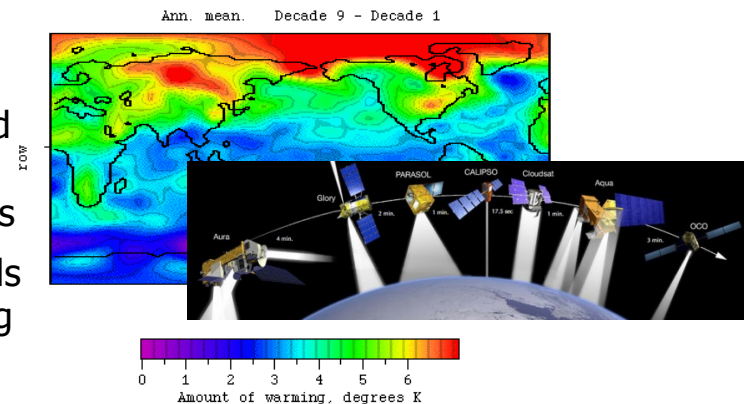 Ann. mean. Decade 9 - Decade 1
row
PARASOL
CALIPSO
Cloudsat
Glory
Aqua
2 min.
1 min.
17.5 sec
1 min.
Aura
4 min.
3 min.
OCO
0 1 2 3 4 5 6
Amount of warming, degrees K